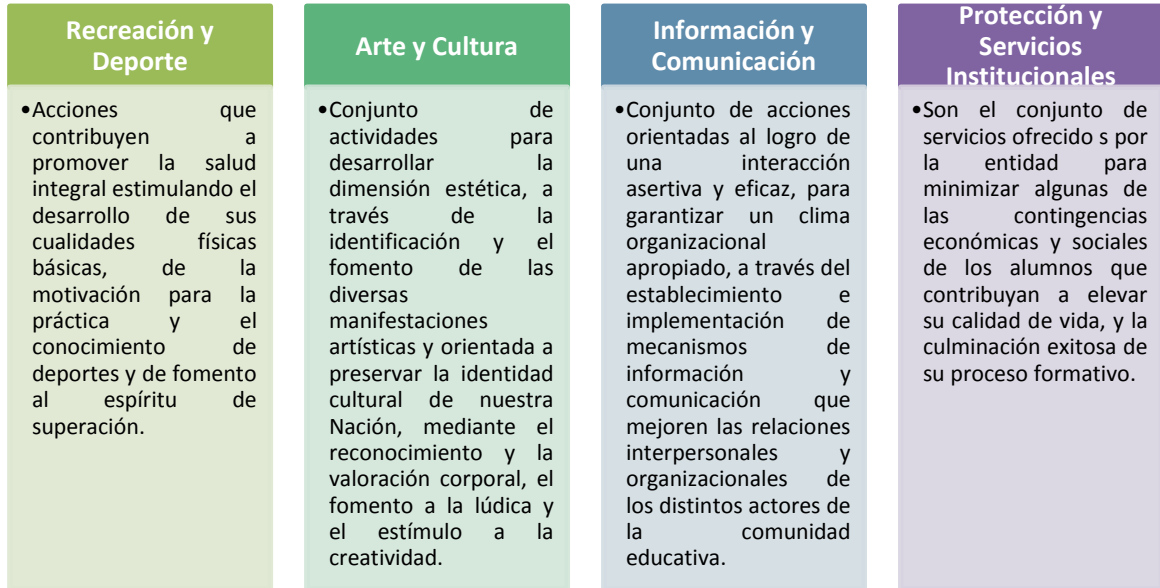 Recreación y
Deporte
•Acciones que
contribuyen a
promover la salud
integral estimulando el
desarrollo de sus
cualidades físicas
básicas, de la
motivación para la
práctica y el
conocimiento de
deportes y de fomento
al espíritu de
superación.
Arte y Cultura
•Conjunto de
actividades para
desarrollar la
dimensión estética, a
través de la
identificación y el
fomento de las
diversas
manifestaciones
artísticas y orientada a
preservar la identidad
cultural de nuestra
Nación, mediante el
reconocimiento y la
valoración corporal, el
fomento a la lúdica y
el estímulo a la
creatividad.
Información y
Comunicación
•Conjunto de acciones
orientadas al logro de
una interacción
asertiva y eficaz, para
garantizar un clima
organizacional
apropiado, a través del
establecimiento e
implementación de
mecanismos de
información y
comunicación que
mejoren las relaciones
interpersonales y
organizacionales de
los distintos actores de
la comunidad
educativa.
Protección y
Servicios
Institucionales
•Son el conjunto de
servicios ofrecido s por
la entidad para
minimizar algunas de
las contingencias
económicas y sociales
de los alumnos que
contribuyan a elevar
su calidad de vida, y la
culminación exitosa de
su proceso formativo.